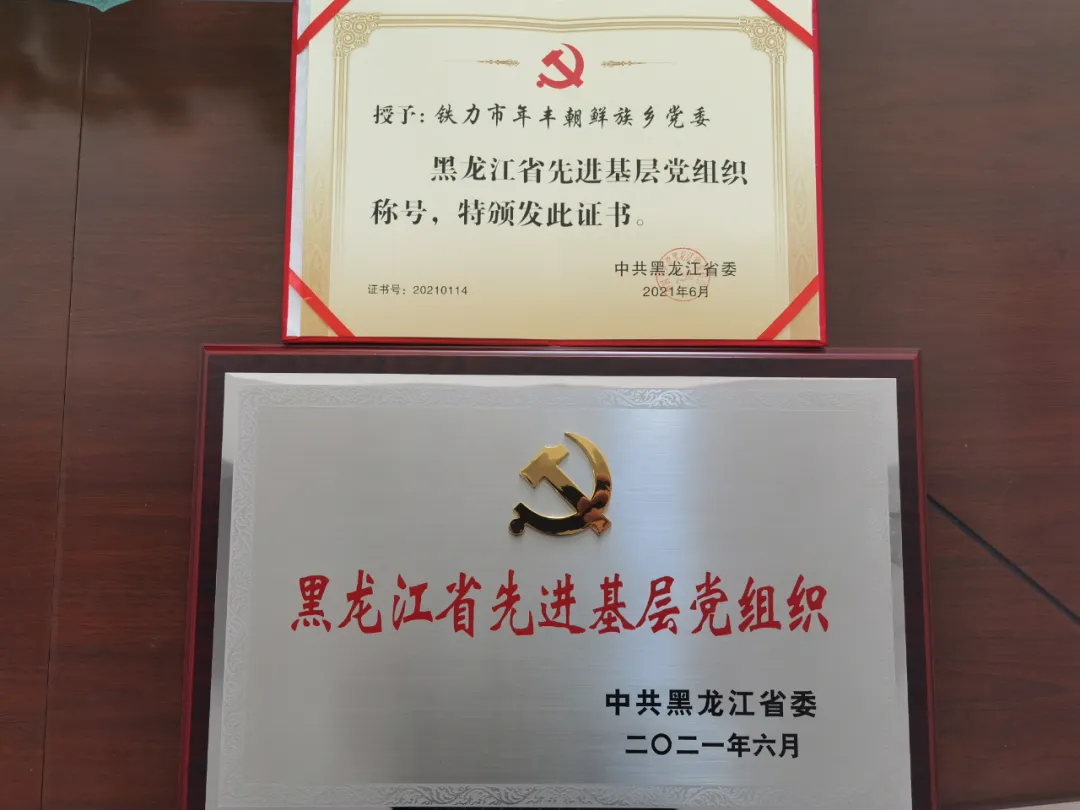 授予：铁力市年丰朝鲜族乡党委
黑龙江省先进基层党组织
称号，特颁发此证书。
中共黑龙江省委
2021年6月
证书号：20210114
黑龙江省先进基层党组织
中共黑龙江省委
二〇二一年六月